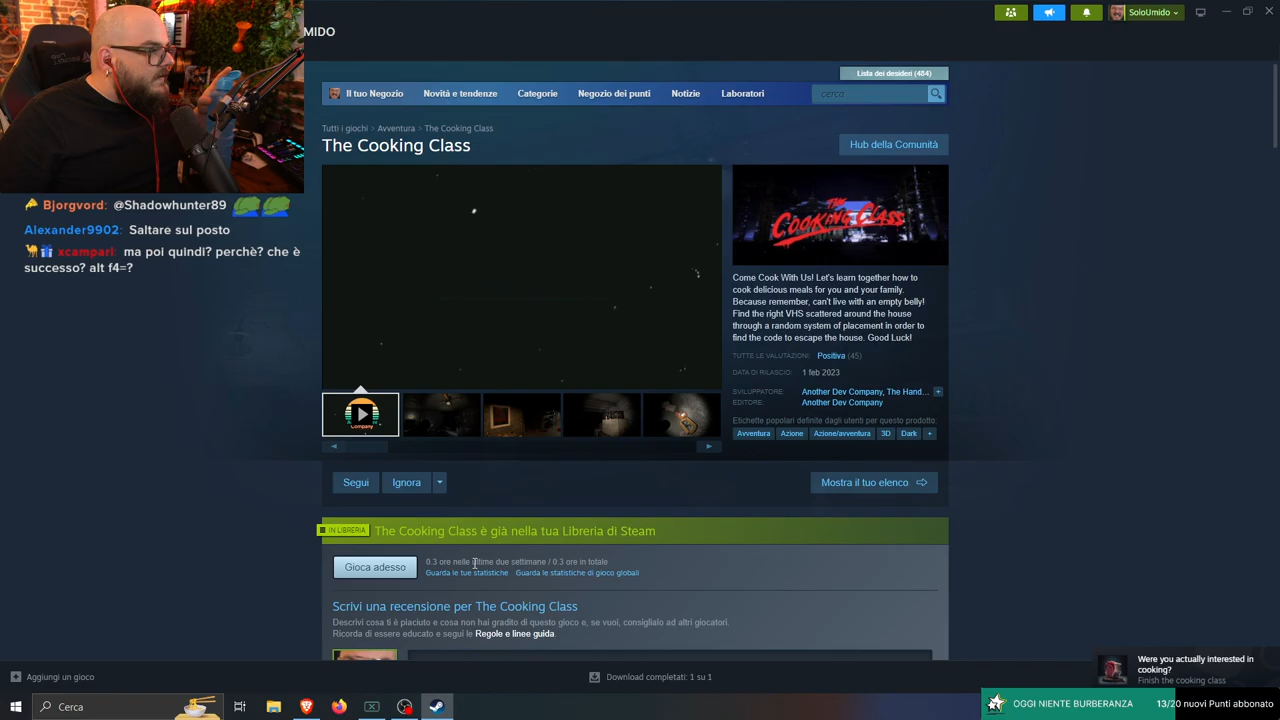 SoloUmido
MIDO
Lista dei desideri (484)
Il tuo Negozio Novità e tendenze Categorie Negozio dei punti Notizie Laboratori cerca
Tutti i giochi > Avventura > The Cooking Class
The Cooking Class
Hub della Comunità
THE COOKING CLASS
Come Cook With Us! Let's learn together how to
cook delicious meals for you and your family.
Because remember, can't live with an empty belly!
Find the right VHS scattered around the house
through a random system of placement in order to
find the code to escape the house. Good Luck!
TUTTE LE VALUTAZIONI: Positiva (45)
DATA DI RILASCIO: 1 feb 2023
SVILUPPATORE: Another Dev Company, The Hand... +
EDITORE: Another Dev Company
Etichette popolari definite dagli utenti per questo prodotto:
Avventura Azione Azione/avventura 3D Dark +
Company
Bjorgvord: @Shadowhunter89
Alexander9902: Saltare sul posto
xcampari: ma poi quindi? perchè? che è
successo? alt f4=?
Segui Ignora Mostra il tuo elenco
IN LIBRERIA The Cooking Class è già nella tua Libreria di Steam
Gioca adesso
0.3 ore nelle ultime due settimane / 0.3 ore in totale
Guarda le tue statistiche Guarda le statistiche di gioco globali
Scrivi una recensione per The Cooking Class
Descrivi cosa ti è piaciuto e cosa non hai gradito di questo gioco e, se vuoi, consiglialo ad altri giocatori.
Ricorda di essere educato e segui le Regole e linee guida.
Aggiungi un gioco
Download completati: 1 su 1
Were you actually interested in
cooking?
Finish the cooking class
Cerca
OGGI NIENTE BURBERANZA 13/20 nuovi Punti abbonato